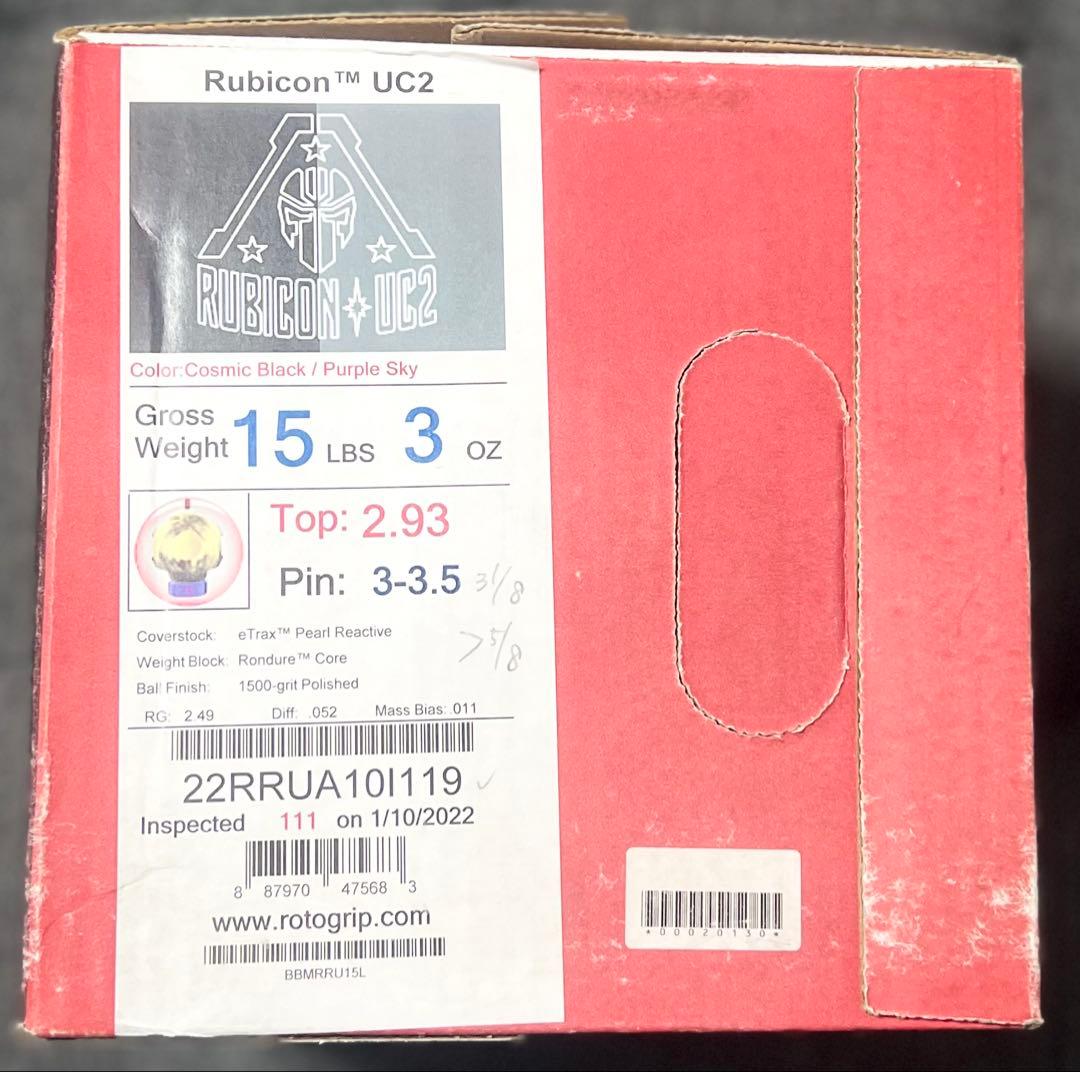 Rubicon™ UC2
RUBICON UC2
Color:Cosmic Black / Purple Sky
Gross Weight 15 LBS 3 OZ
Top: 2.93
Pin: 3-3.5 3 1/8
> 5/8
Coverstock: eTrax™ Pearl Reactive
Weight Block: Rondure™ Core
Ball Finish: 1500-grit Polished
RG: 2.49 Diff: .052 Mass Bias: .011
22RRUA10I119
Inspected 111 on 1/10/2022
8 87970 47568 3
www.rotogrip.com
BBMRRU15L
*00020130*